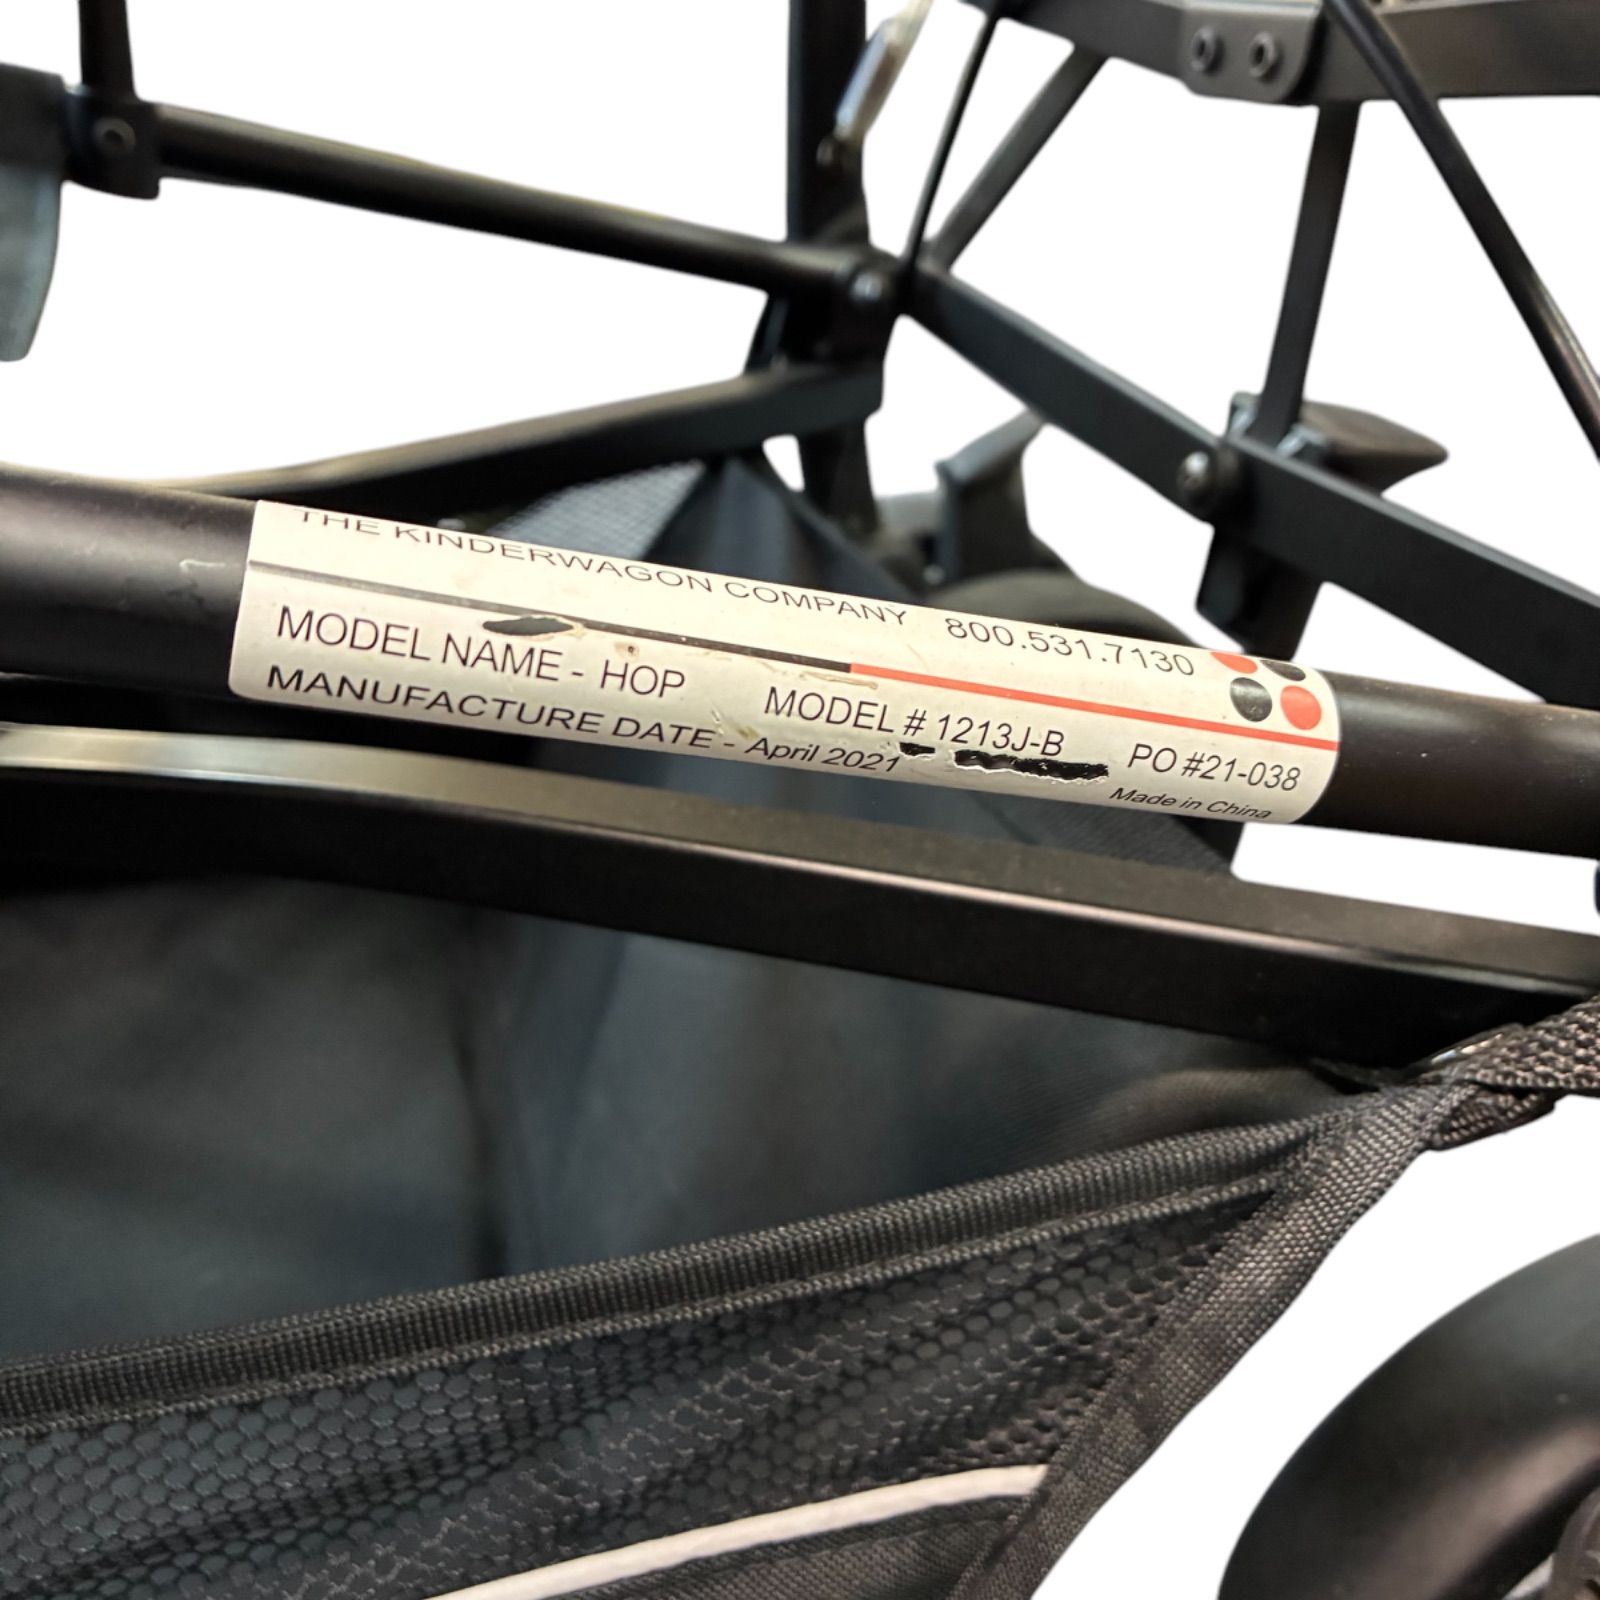 THE KINDERWAGON COMPANY 800.531.7130
MODEL NAME - HOP MODEL # 1213J-B PO #21-038
MANUFACTURE DATE - April 2021 Made in China